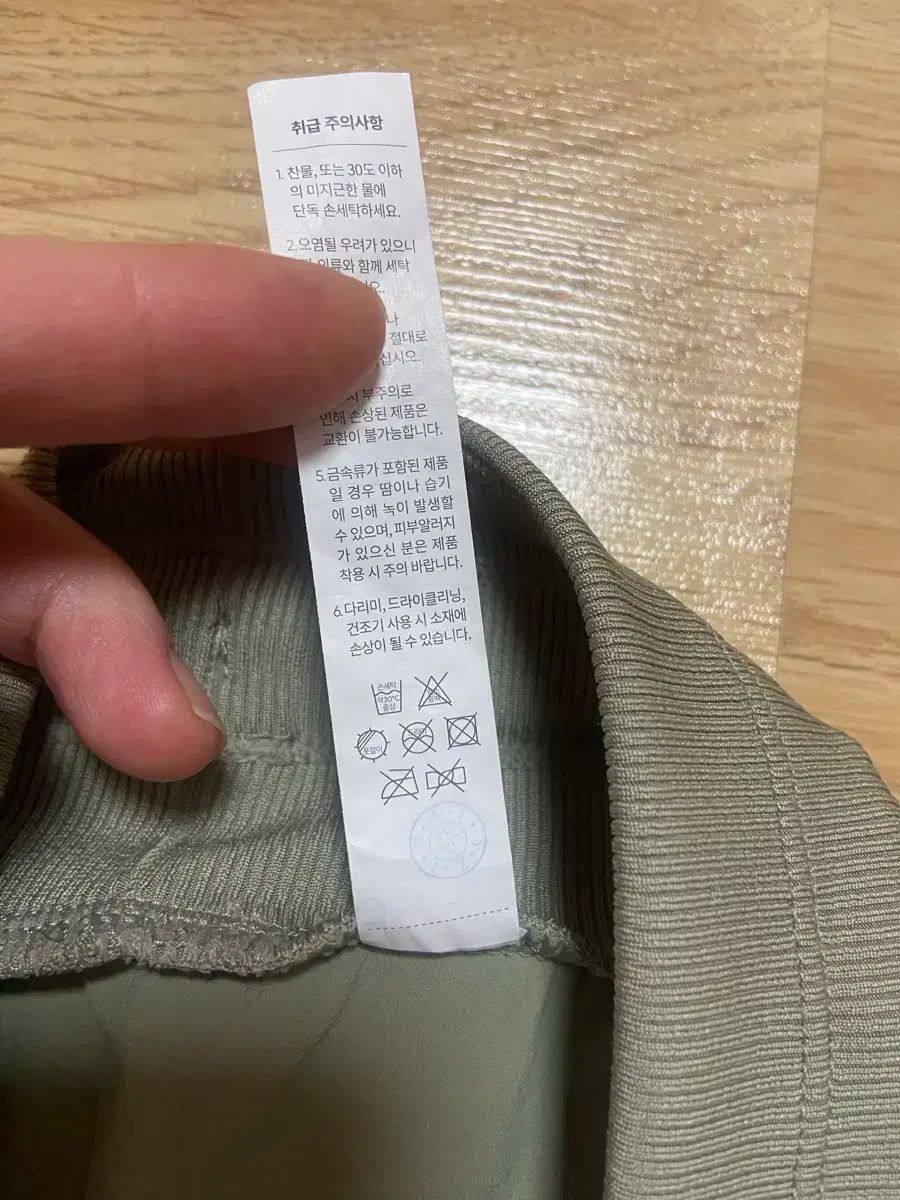 취급 주의사항
1. 찬물, 또는 30도 이하
의 미지근한 물에
단독 손세탁하세요.
2. 오염될 우려가 있으니
의류와 함께 세탁
절대로
십시오.
부주의로
인해 손상된 제품은
교환이 불가능합니다.
5. 금속류가 포함된 제품
일 경우 땀이나 습기
에 의해 녹이 발생할
수 있으며, 피부알러지
가 있으신 분은 제품
착용 시 주의 바랍니다.
6. 다리미, 드라이클리닝,
건조기 사용 시 소재에
손상이 될 수 있습니다.
손세탁
약30℃
중성
표백
옷걸이
드라이